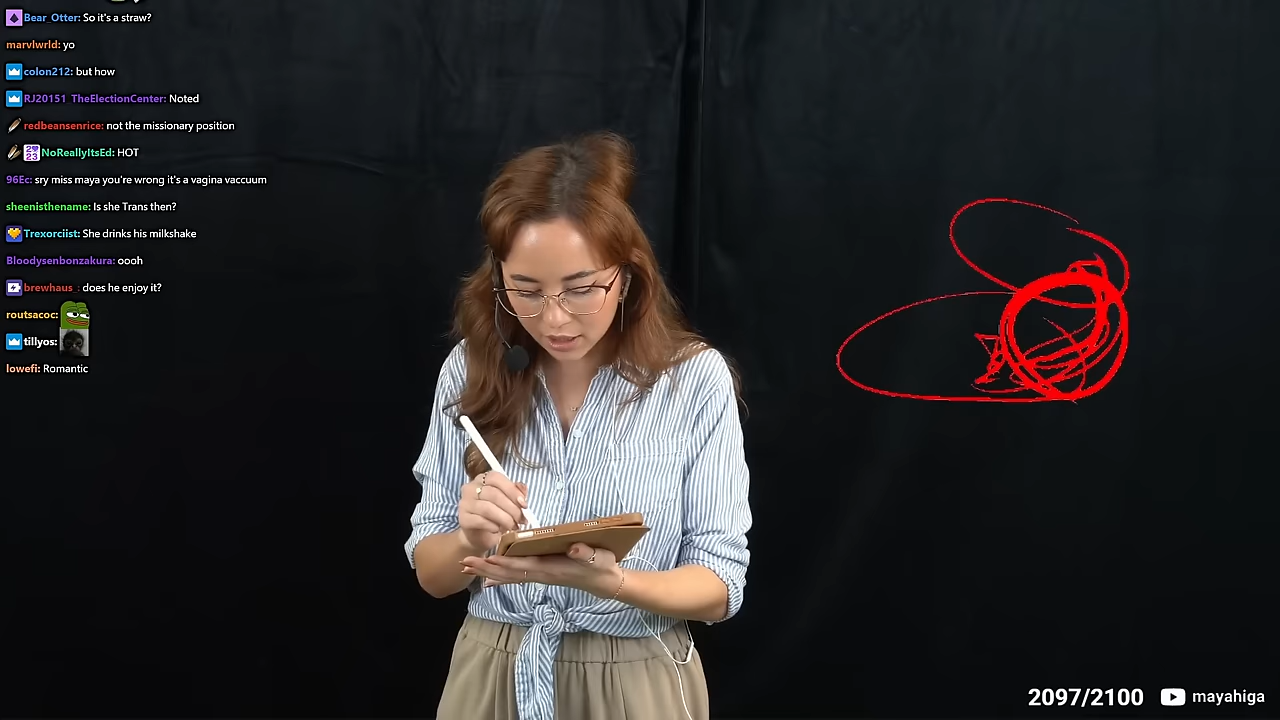 Bear_Otter: So it's a straw?
marvlwrld: yo
colon212: but how
RJ20151_TheElectionCenter: Noted
redbeansenrice: not the missionary position
NoReallyItsEd: HOT
96Ec: sry miss maya you're wrong it's a vagina vaccuum
sheenisthename: Is she Trans then?
Trexorciist: She drinks his milkshake
Bloodysenbonzakura: oooh
brewhaus_: does he enjoy it?
routsacoc:
tillyos:
lowefi: Romantic
2097/2100 mayahiga